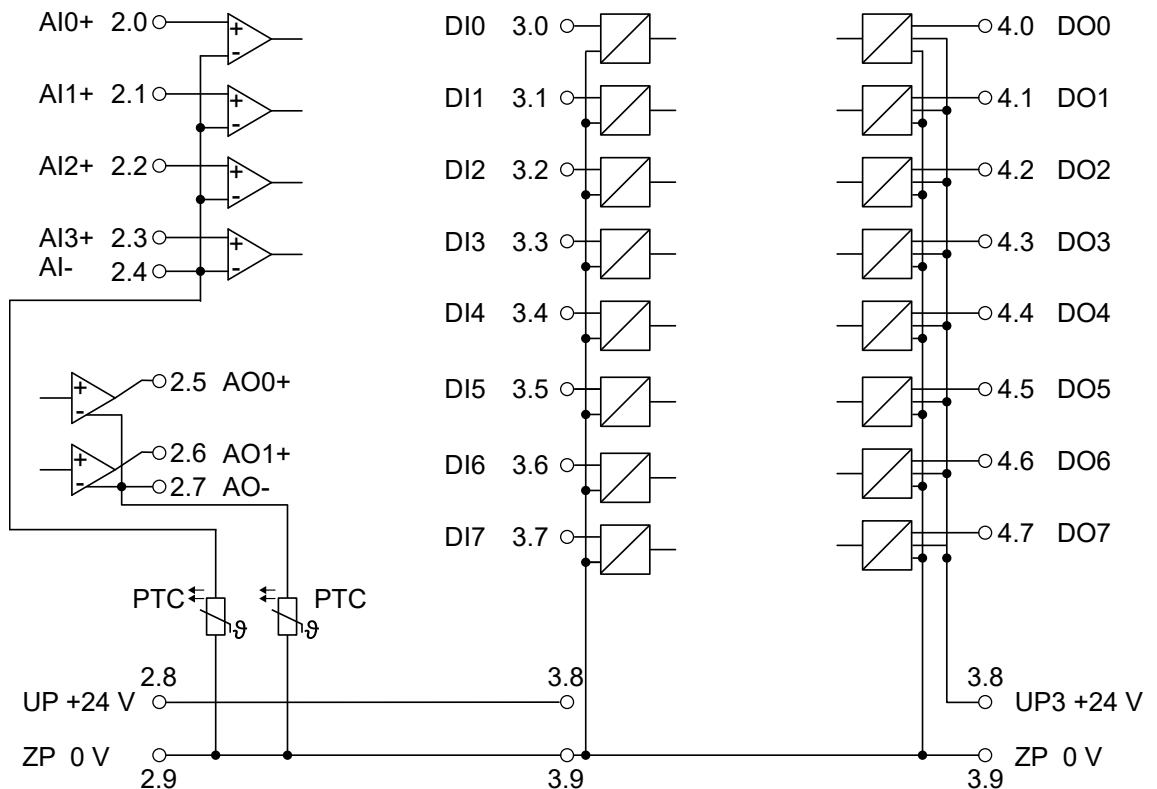 AI0+ 2.0 + -
AI1+ 2.1 + -
AI2+ 2.2 + -
AI3+ 2.3 + -
AI- 2.4
+ - 2.5 AO0+
+ - 2.6 AO1+
2.7 AO-
PTC ϑ
PTC ϑ
2.8
UP +24 V
ZP 0 V
2.9
DI0 3.0
DI1 3.1
DI2 3.2
DI3 3.3
DI4 3.4
DI5 3.5
DI6 3.6
DI7 3.7
3.8
3.9
4.0 DO0
4.1 DO1
4.2 DO2
4.3 DO3
4.4 DO4
4.5 DO5
4.6 DO6
4.7 DO7
3.8
UP3 +24 V
ZP 0 V
3.9